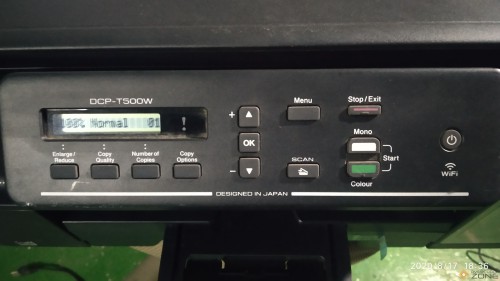 DCP-T500W
100% Normal 01
!
Enlarge / Reduce
Copy Quality
Number of Copies
Copy Options
+
OK
−
Menu
Stop / Exit
Mono
Start
SCAN
Colour
WiFi
DESIGNED IN JAPAN
ZONE